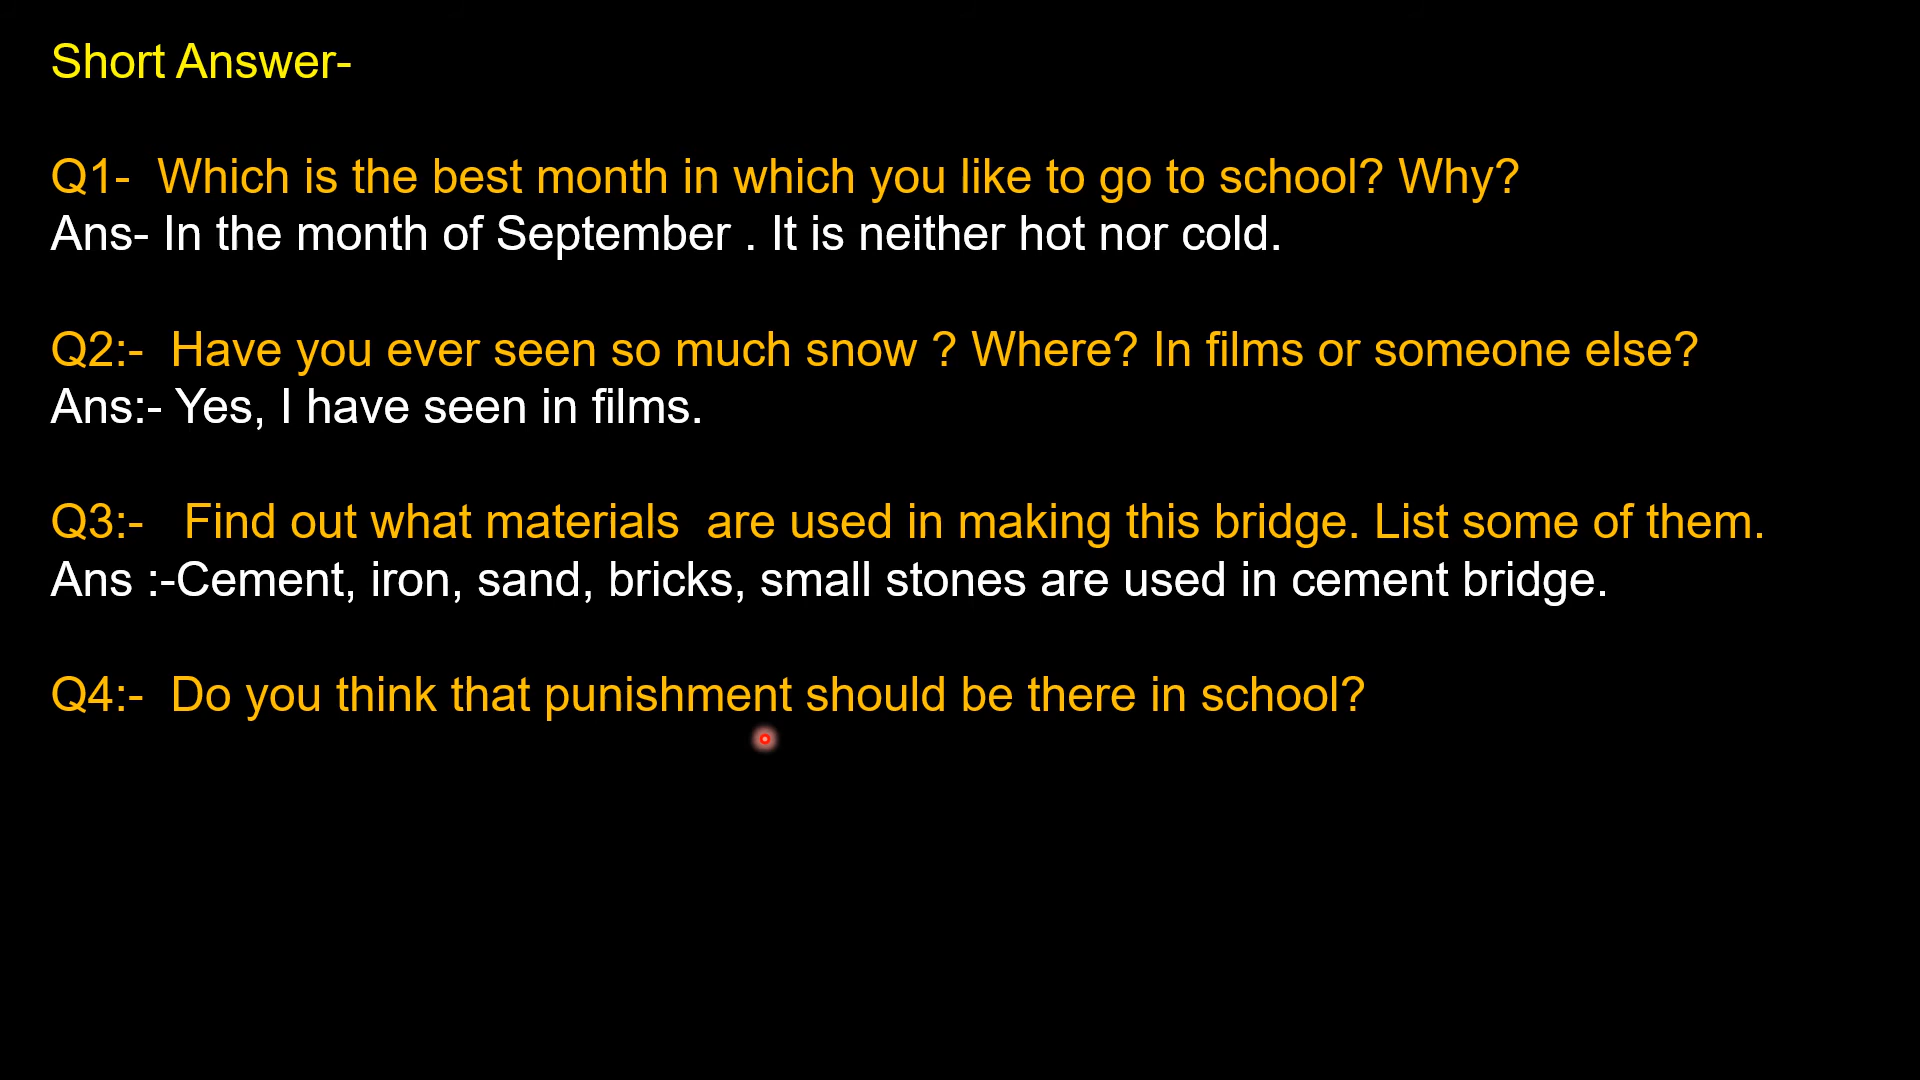 Short Answer-
Q1-  Which is the best month in which you like to go to school? Why?
Ans- In the month of September . It is neither hot nor cold.
Q2:-  Have you ever seen so much snow ? Where? In films or someone else?
Ans:- Yes, I have seen in films.
Q3:-   Find out what materials  are used in making this bridge. List some of them.
Ans :-Cement, iron, sand, bricks, small stones are used in cement bridge.
Q4:-  Do you think that punishment should be there in school?